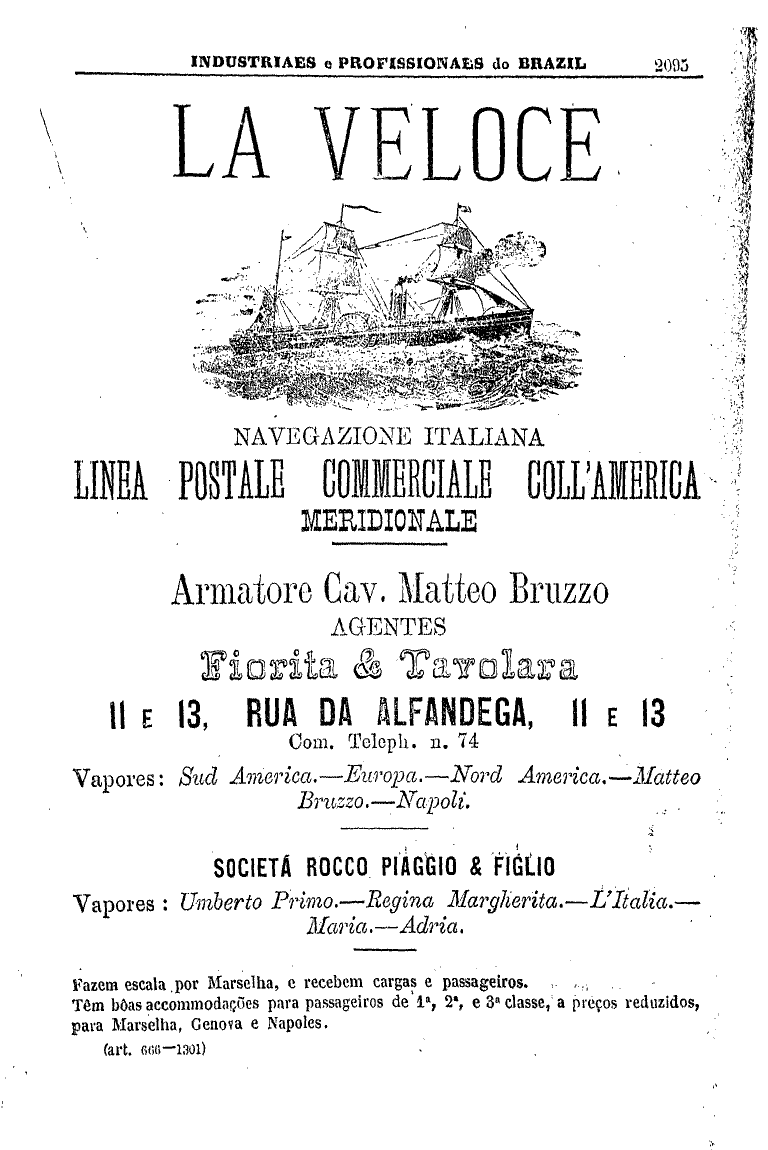 INDUSTRIAES e PROFISSIONAES do BRAZIL 2095
LA VELOCE
NAVEGAZIONE ITALIANA
LINEA POSTALE COMMERCIALE COLL'AMERICA
MERIDIONALE
Armatore Cav. Matteo Bruzzo
AGENTES
Fiorita & Tavolara
11 E 13, RUA DA ALFANDEGA, 11 E 13
Com. Teleph. n. 74
Vapores: Sud America.—Europa.—Nord America.—Matteo
Bruzzo.—Napoli.
SOCIETÁ ROCCO PIAGGIO & FIGLIO
Vapores : Umberto Primo.—Regina Margherita.—L'Italia.—
Maria.—Adria.
Fazem escala por Marselha, e recebem cargas e passageiros.
Têm bôas accommodações para passageiros de 1ª, 2ª, e 3ª classe, a preços reduzidos,
para Marselha, Genova e Napoles.
(art. 666—1301)